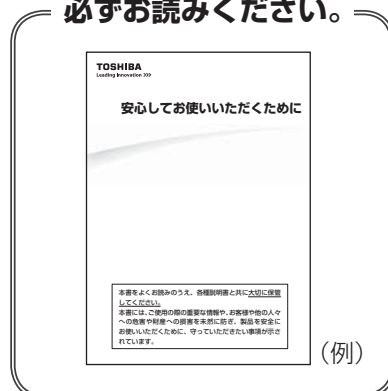 必ずお読みください。
TOSHIBA
Leading Innovation >>>
安心してお使いいただくために
本書をよくお読みのうえ、各種説明書と共に大切に保管
してください。
本書には、ご使用の際の重要な情報や、お客様や他の人々
への危害や財産への損害を未然に防ぎ、製品を安全に
お使いいただくために、守っていただきたい事項が示さ
れています。
(例)